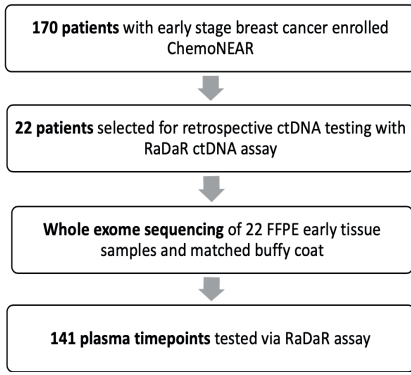 170 patients with early stage breast cancer enrolled
ChemoNEAR
22 patients selected for retrospective ctDNA testing with
RaDaR ctDNA assay
Whole exome sequencing of 22 FFPE early tissue
samples and matched buffy coat
141 plasma timepoints tested via RaDaR assay